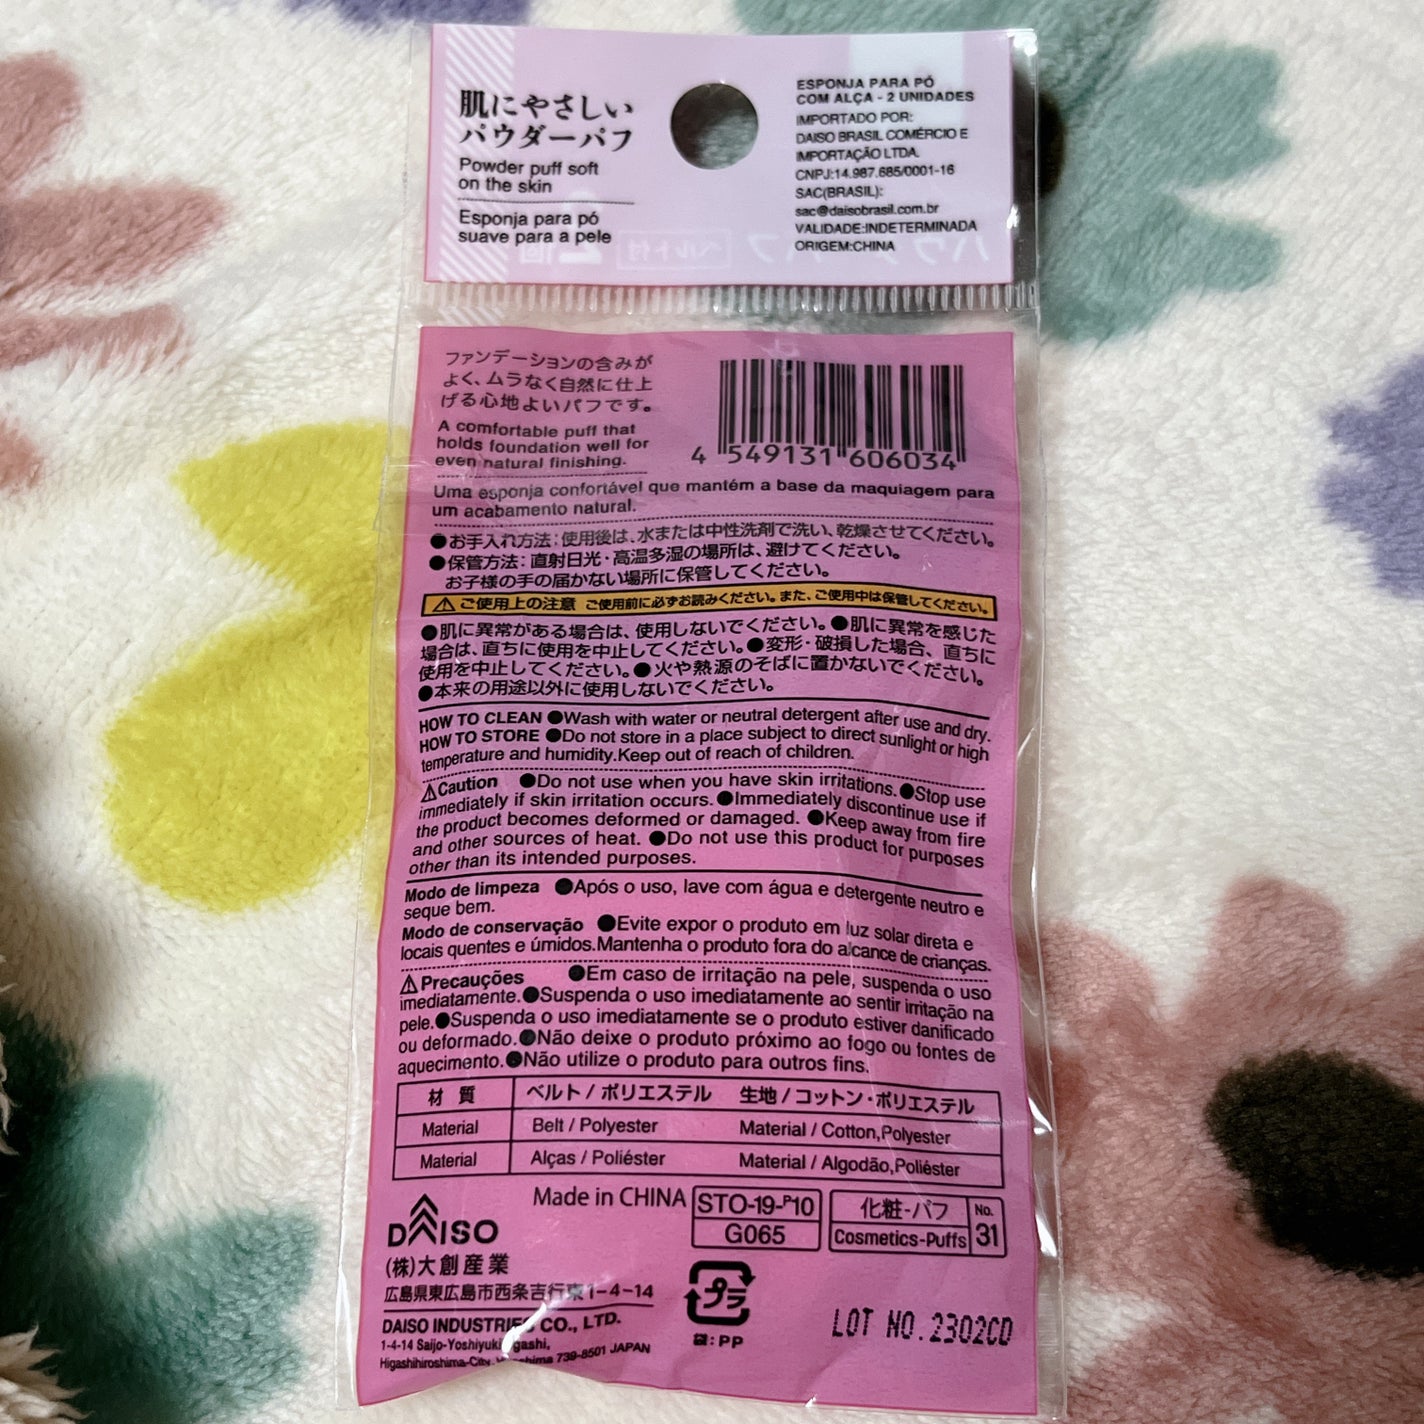 肌にやさしい
パウダーパフ
Powder puff soft
on the skin
Esponja para pó
suave para a pele
ESPONJA PARA PÓ
COM ALÇA - 2 UNIDADES
IMPORTADO POR:
DAISO BRASIL COMÉRCIO E
IMPORTAÇÃO LTDA.
CNPJ:14.987.685/0001-16
SAC(BRASIL):
sac@daisobrasil.com.br
VALIDADE:INDETERMINADA
ORIGEM:CHINA
ファンデーションの含みが
よく、ムラなく自然に仕上
げる心地よいパフです。
A comfortable puff that
holds foundation well for
even natural finishing.
4 549131 606034
Uma esponja confortável que mantém a base da maquiagem para
um acabamento natural.
●お手入れ方法：使用後は、水または中性洗剤で洗い、乾燥させてください。
●保管方法：直射日光・高温多湿の場所は、避けてください。
お子様の手の届かない場所に保管してください。
⚠ご使用上の注意 ご使用前に必ずお読みください。また、ご使用中は保管してください。
●肌に異常がある場合は、使用しないでください。●肌に異常を感じた
場合は、直ちに使用を中止してください。●変形・破損した場合、直ちに
使用を中止してください。●火や熱源のそばに置かないでください。
●本来の用途以外に使用しないでください。
HOW TO CLEAN ●Wash with water or neutral detergent after use and dry.
HOW TO STORE ●Do not store in a place subject to direct sunlight or high
temperature and humidity.Keep out of reach of children.
⚠Caution ●Do not use when you have skin irritations.●Stop use
immediately if skin irritation occurs.●Immediately discontinue use if
the product becomes deformed or damaged. ●Keep away from fire
and other sources of heat. ●Do not use this product for purposes
other than its intended purposes.
Modo de limpeza ●Após o uso, lave com água e detergente neutro e
seque bem.
Modo de conservação ●Evite expor o produto em luz solar direta e
locais quentes e úmidos.Mantenha o produto fora do alcance de crianças.
⚠Precauções ●Em caso de irritação na pele, suspenda o uso
imediatamente.●Suspenda o uso imediatamente ao sentir irritação na
pele.●Suspenda o uso imediatamente se o produto estiver danificado
ou deformado.●Não deixe o produto próximo ao fogo ou fontes de
aquecimento.●Não utilize o produto para outros fins.
材 質 ベルト / ポリエステル 生地 / コットン・ポリエステル
Material Belt / Polyester Material / Cotton,Polyester
Material Alças / Poliéster Material / Algodão,Poliéster
Made in CHINA
STO-19-P10
G065
化粧-パフ
Cosmetics-Puffs
No.
31
DAISO
(株)大創産業
広島県東広島市西条吉行東1-4-14
DAISO INDUSTRIES CO., LTD.
1-4-14 Saijo-Yoshiyuki
Higashihiroshima-City, 739-8501 JAPAN
プラ
袋：PP
LOT NO.2302CD